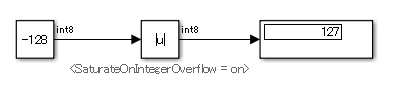 int8
int8
-128
|u|
127
<SaturateOnIntegerOverflow = on>